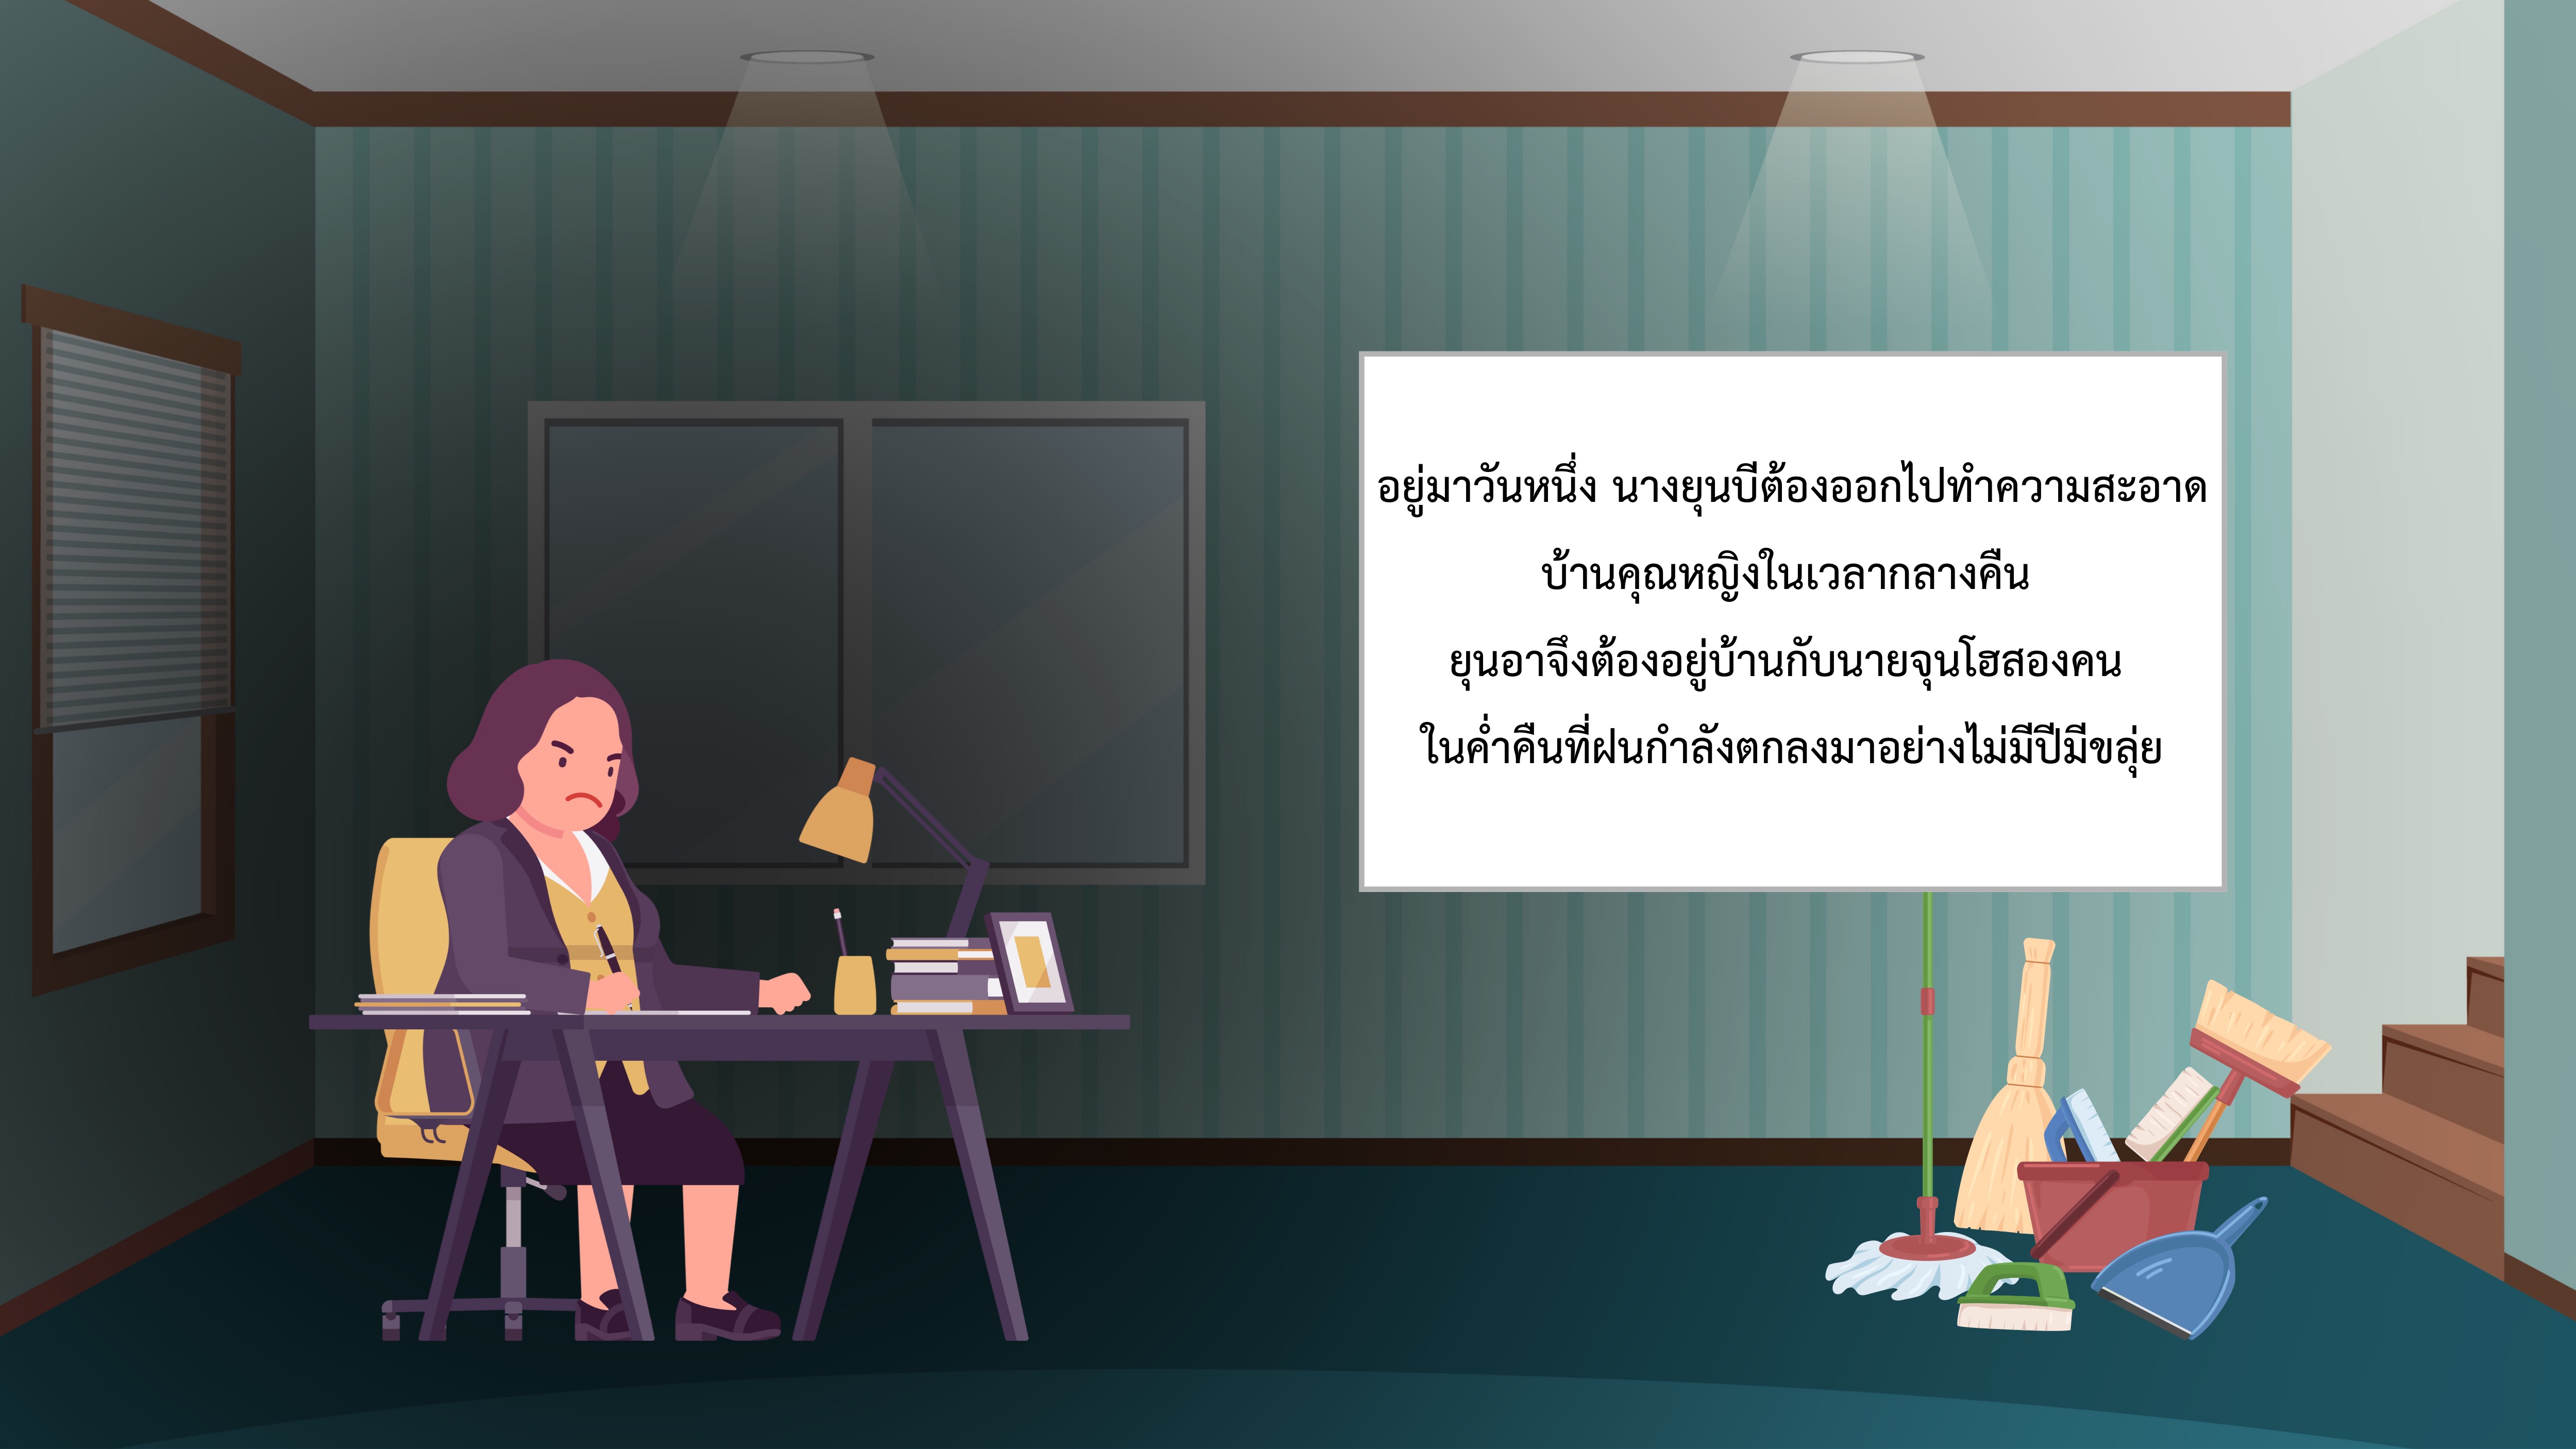 อยู่มาวันหนึ่ง นางยุนบีต้องออกไปทำความสะอาด
บ้านคุณหญิงในเวลากลางคืน
ยุนอาจึงต้องอยู่บ้านกับนายจุนโฮสองคน
ในค่ำคืนที่ฝนกำลังตกลงมาอย่างไม่มีปีมีขลุ่ย